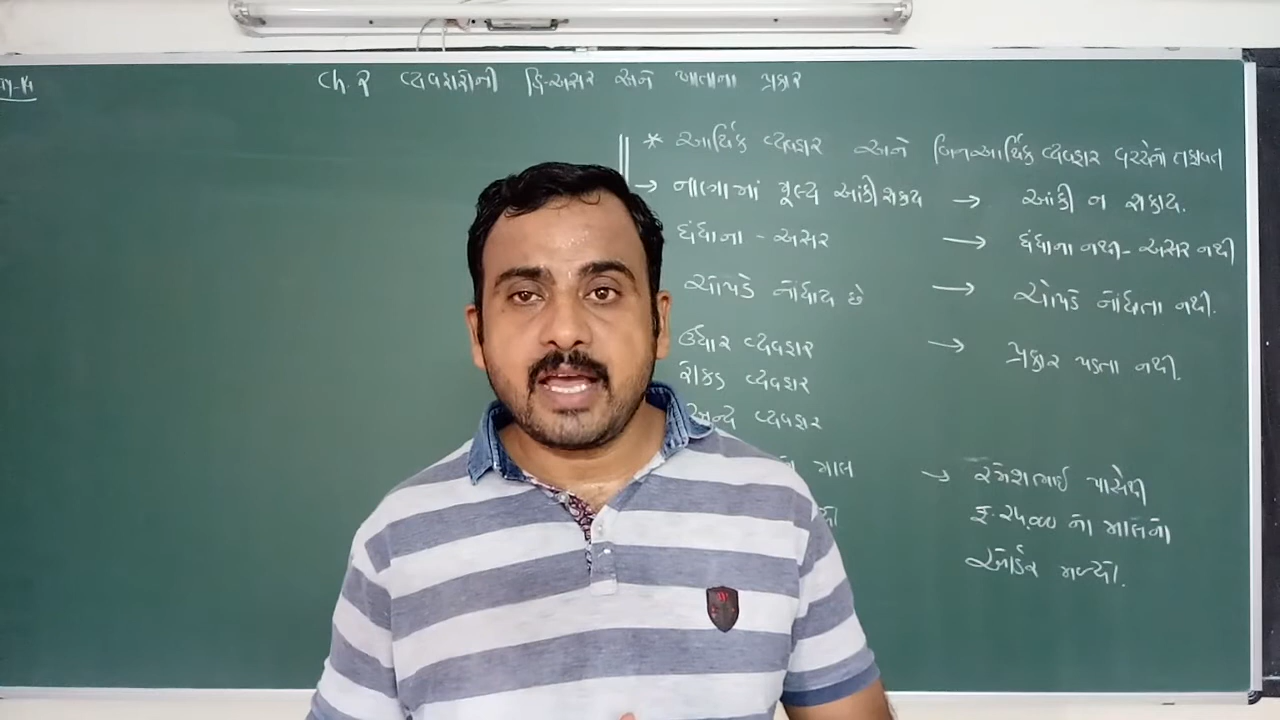 Ch. ૨ વ્યવહારોની દ્વિ-અસર અને ખાતાના પ્રકાર
* આર્થિક વ્યવહાર અને બિનઆર્થિક વ્યવહાર વચ્ચેનો તફાવત
→ નાણામાં મૂલ્ય આંકી શકાય → આંકી ન શકાય.
ધંધાના - અસર → ધંધાના નથી - અસર નથી
ચોપડે નોંધાય છે → ચોપડે નોંધાતા નથી.
ઉધાર વ્યવહાર → પ્રકાર પડતા નથી.
રોકડ વ્યવહાર
અન્ય વ્યવહાર
માલ → રમેશભાઈ પાસેથી
રૂ. ૨૫,૦૦૦ નો માલનો
ઓર્ડર મળ્યો.